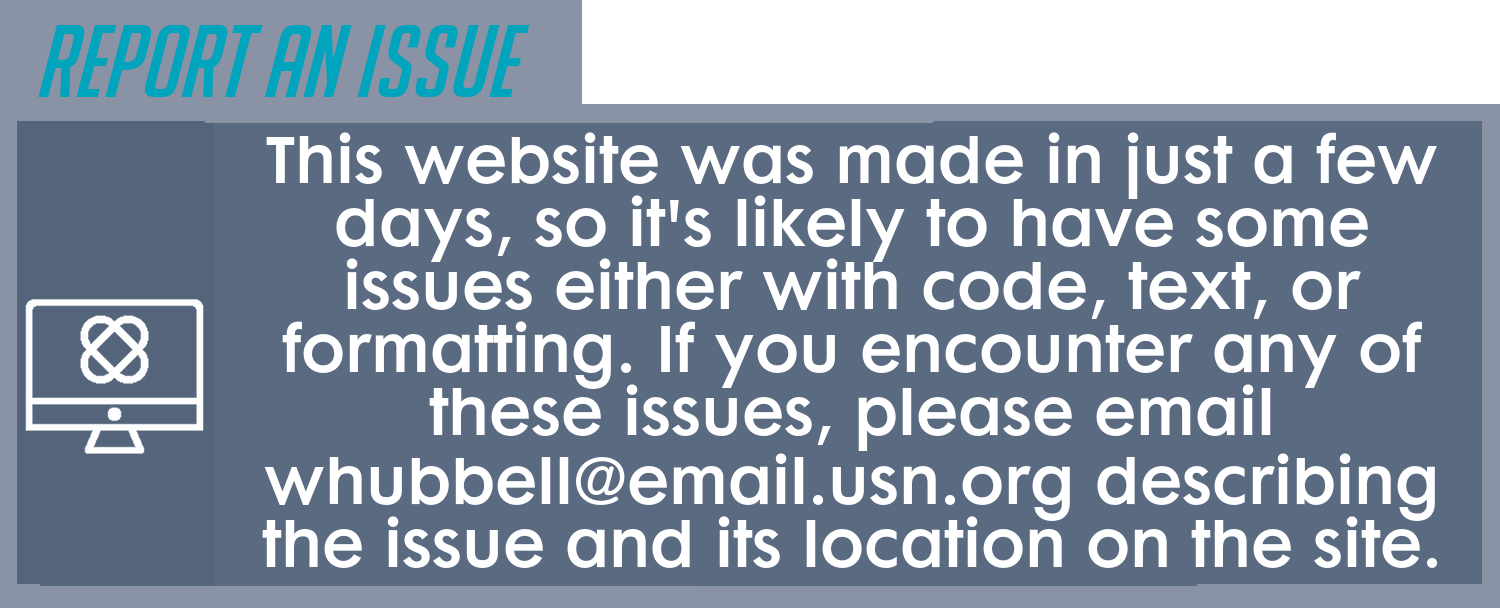 REPORT AN ISSUE
This website was made in just a few
days, so it's likely to have some
issues either with code, text, or
formatting. If you encounter any of
these issues, please email
whubbell@email.usn.org describing
the issue and its location on the site.